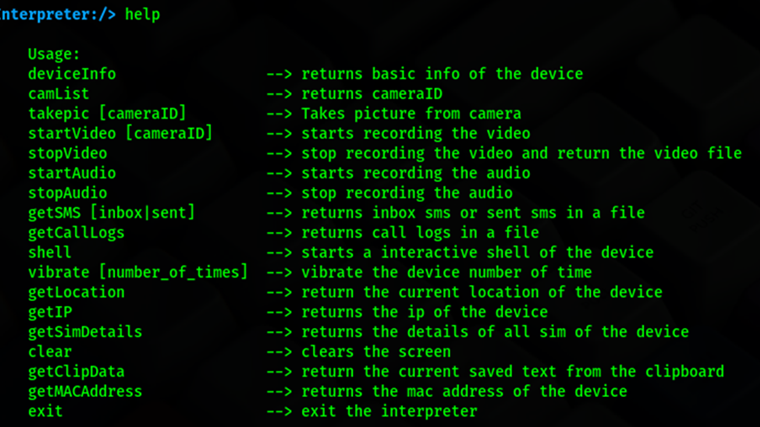 Interpreter:/> help
Usage:
deviceInfo --> returns basic info of the device
camList --> returns cameraID
takepic [cameraID] --> Takes picture from camera
startVideo [cameraID] --> starts recording the video
stopVideo --> stop recording the video and return the video file
startAudio --> starts recording the audio
stopAudio --> stop recording the audio
getSMS [inbox|sent] --> returns inbox sms or sent sms in a file
getCallLogs --> returns call logs in a file
shell --> starts a interactive shell of the device
vibrate [number_of_times] --> vibrate the device number of time
getLocation --> return the current location of the device
getIP --> returns the ip of the device
getSimDetails --> returns the details of all sim of the device
clear --> clears the screen
getClipData --> return the current saved text from the clipboard
getMACAddress --> returns the mac address of the device
exit --> exit the interpreter